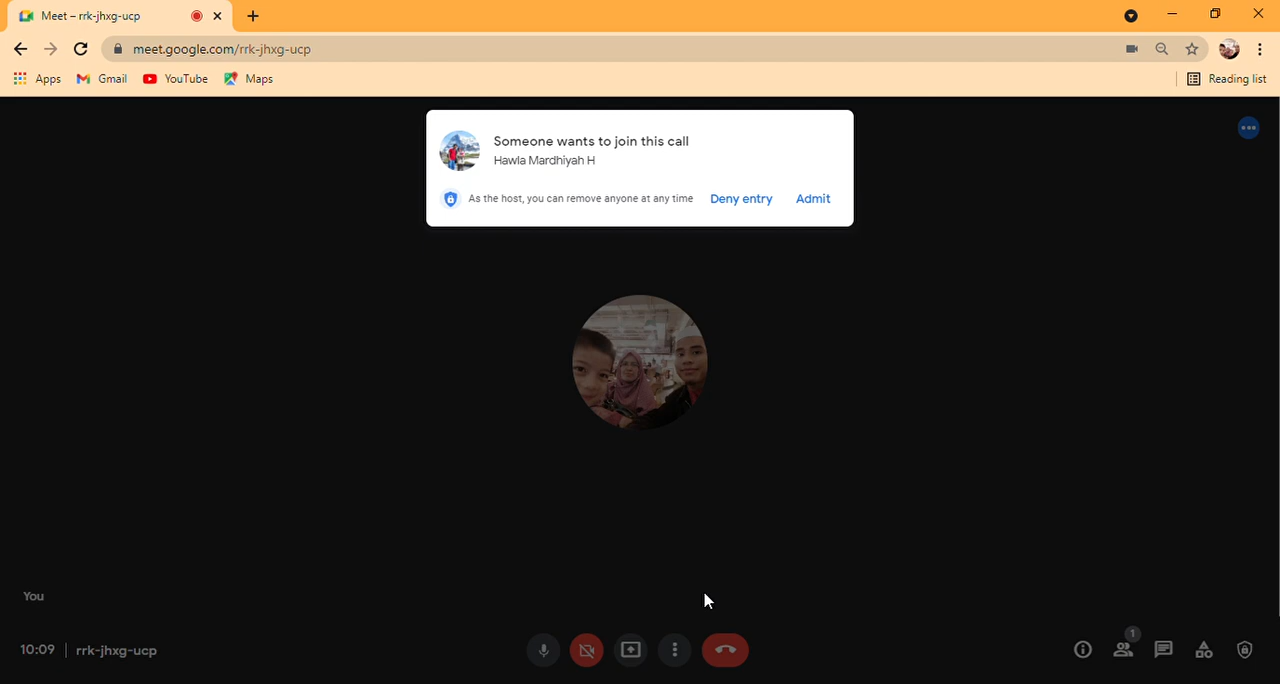 Meet – rrk-jhxg-ucp
meet.google.com/rrk-jhxg-ucp
Apps Gmail YouTube Maps Reading list
Someone wants to join this call
Hawla Mardhiyah H
As the host, you can remove anyone at any time Deny entry Admit
You
10:09 | rrk-jhxg-ucp 1